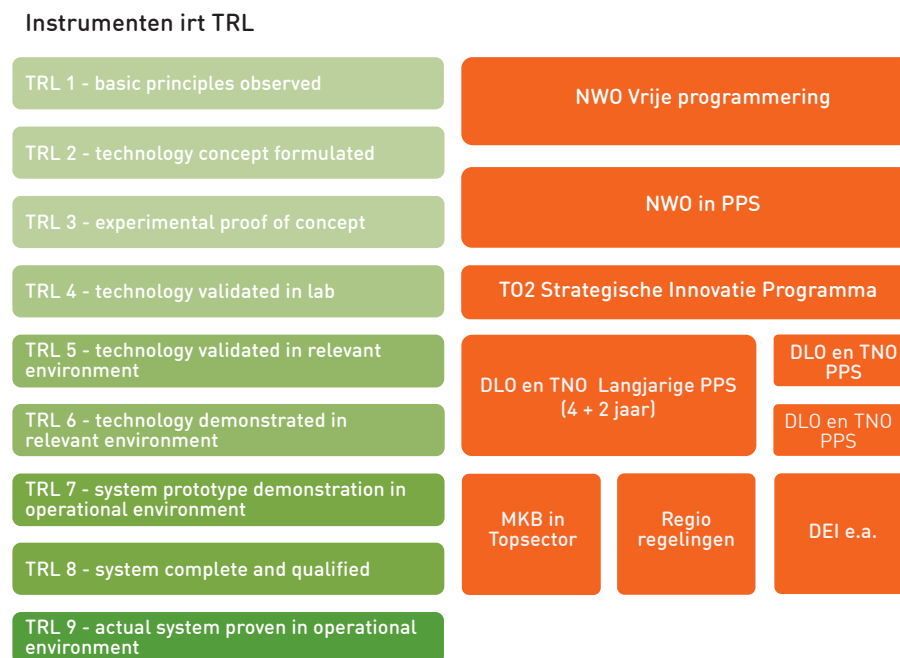 Instrumenten irt TRL
TRL 1 - basic principles observed
TRL 2 - technology concept formulated
TRL 3 - experimental proof of concept
TRL 4 - technology validated in lab
TRL 5 - technology validated in relevant
environment
TRL 6 - technology demonstrated in
relevant environment
TRL 7 - system prototype demonstration in
operational environment
TRL 8 - system complete and qualified
TRL 9 - actual system proven in operational
environment
NWO Vrije programmering
NWO in PPS
TO2 Strategische Innovatie Programma
DLO en TNO Langjarige PPS
(4 + 2 jaar)
DLO en TNO
PPS
DLO en TNO
PPS
MKB in
Topsector
Regio
regelingen
DEI e.a.